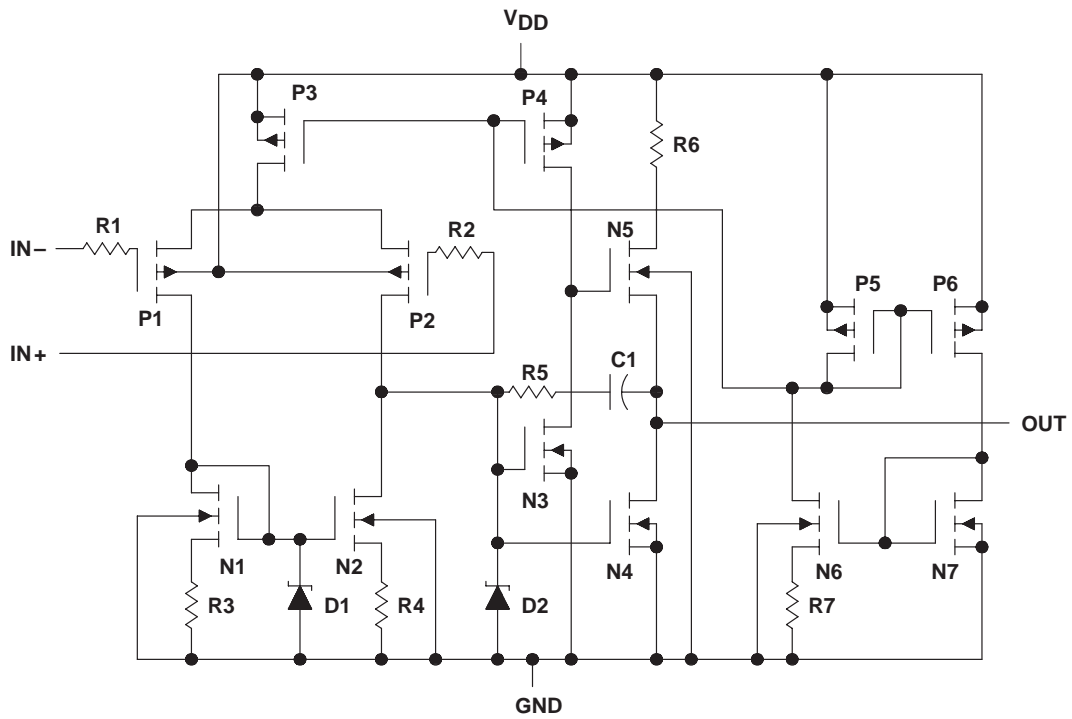 VDD
P3
P4
R6
R1
IN–
R2
N5
P1
P2
P5
P6
IN+
R5
C1
OUT
N3
N1
N2
N4
N6
N7
R3
D1
R4
D2
R7
GND